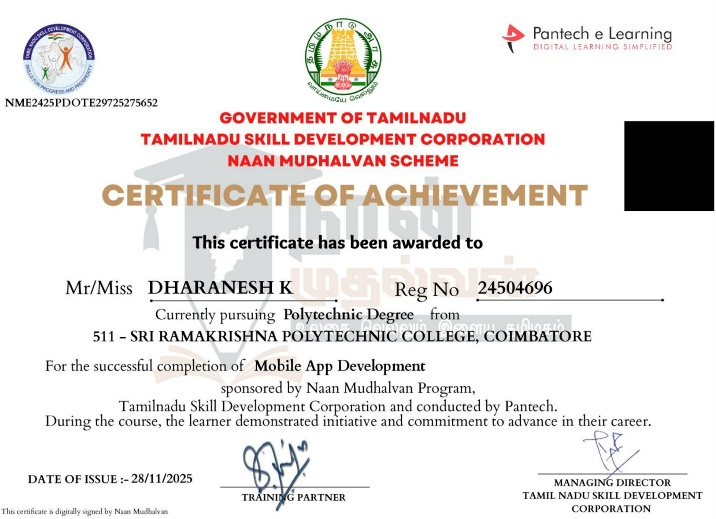 TAMIL NADU SKILL DEVELOPMENT CORPORATION
SKILLS FOR PROGRESS AND PROSPERITY
NME2425PDOTE29725275652
தமிழ்நாடு அரசு
வாய்மையே வெல்லும்
Pantech e Learning
DIGITAL LEARNING SIMPLIFIED
GOVERNMENT OF TAMILNADU
TAMILNADU SKILL DEVELOPMENT CORPORATION
NAAN MUDHALVAN SCHEME
CERTIFICATE OF ACHIEVEMENT
நான்
முதல்வன்
This certificate has been awarded to
Mr/Miss DHARANESH K Reg No 24504696
Currently pursuing Polytechnic Degree from
511 - SRI RAMAKRISHNA POLYTECHNIC COLLEGE, COIMBATORE
For the successful completion of Mobile App Development
sponsored by Naan Mudhalvan Program,
Tamilnadu Skill Development Corporation and conducted by Pantech.
During the course, the learner demonstrated initiative and commitment to advance in their career.
DATE OF ISSUE :- 28/11/2025
TRAINING PARTNER
MANAGING DIRECTOR
TAMIL NADU SKILL DEVELOPMENT
CORPORATION
This certificate is digitally signed by Naan Mudhalvan